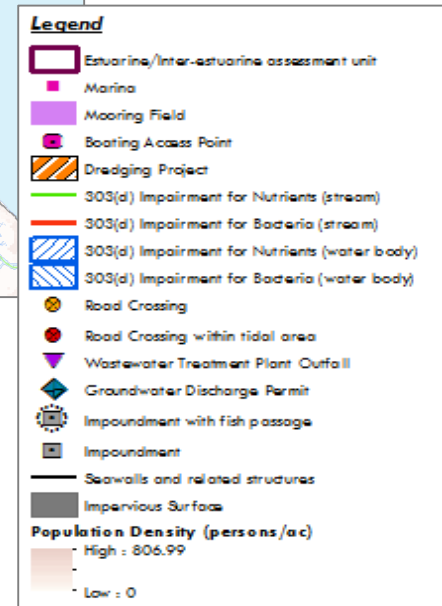 Legend
Estuarine/Inter-estuarine assessment unit
Marina
Mooring Field
Boating Access Point
Dredging Project
303(d) Impairment for Nutrients (stream)
303(d) Impairment for Bacteria (stream)
303(d) Impairment for Nutrients (water body)
303(d) Impairment for Bacteria (water body)
Road Crossing
Road Crossing within tidal area
Wastewater Treatment Plant Outfall
Groundwater Discharge Permit
Impoundment with fish passage
Impoundment
Seawalls and related structures
Impervious Surface
Population Density (persons/ac)
High : 806.99
Low : 0